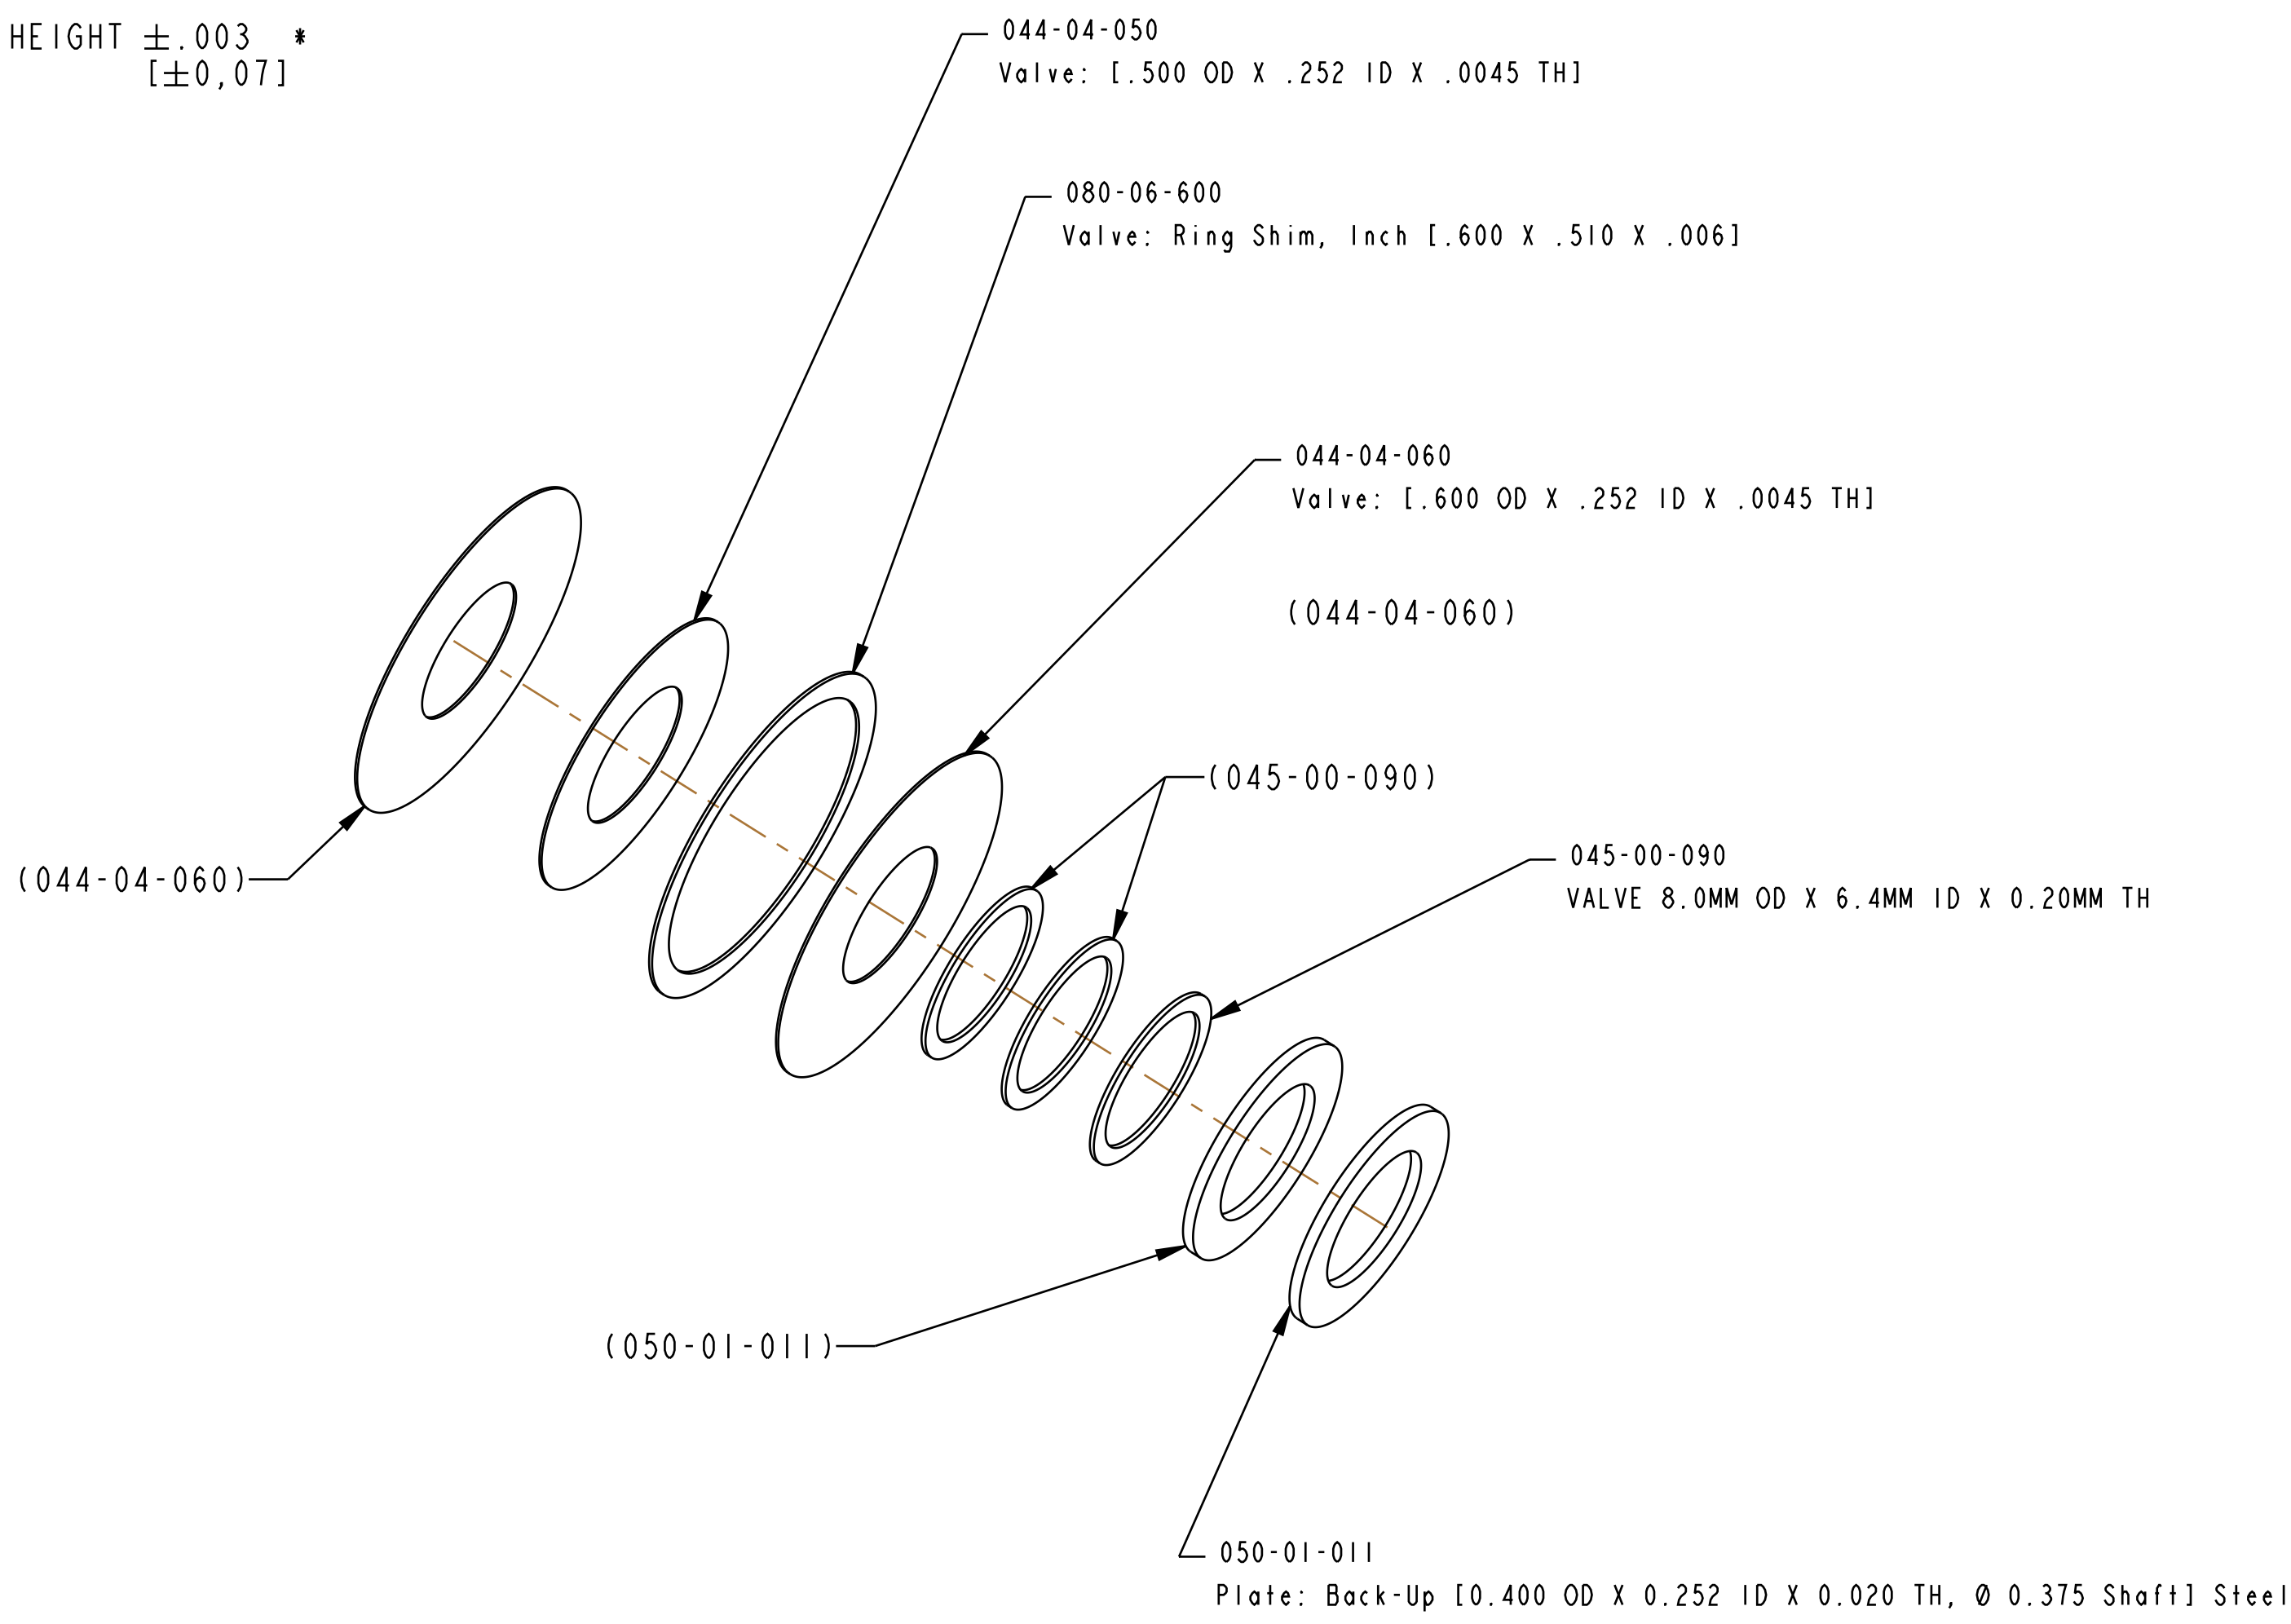 HEIGHT ±.003 *
[±0,07]
044-04-050
Valve: [.500 OD X .252 ID X .0045 TH]
080-06-600
Valve: Ring Shim, Inch [.600 X .510 X .006]
044-04-060
Valve: [.600 OD X .252 ID X .0045 TH]
(044-04-060)
(045-00-090)
045-00-090
VALVE 8.0MM OD X 6.4MM ID X 0.20MM TH
(044-04-060)
(050-01-011)
050-01-011
Plate: Back-Up [0.400 OD X 0.252 ID X 0.020 TH, Ø 0.375 Shaft] Steel